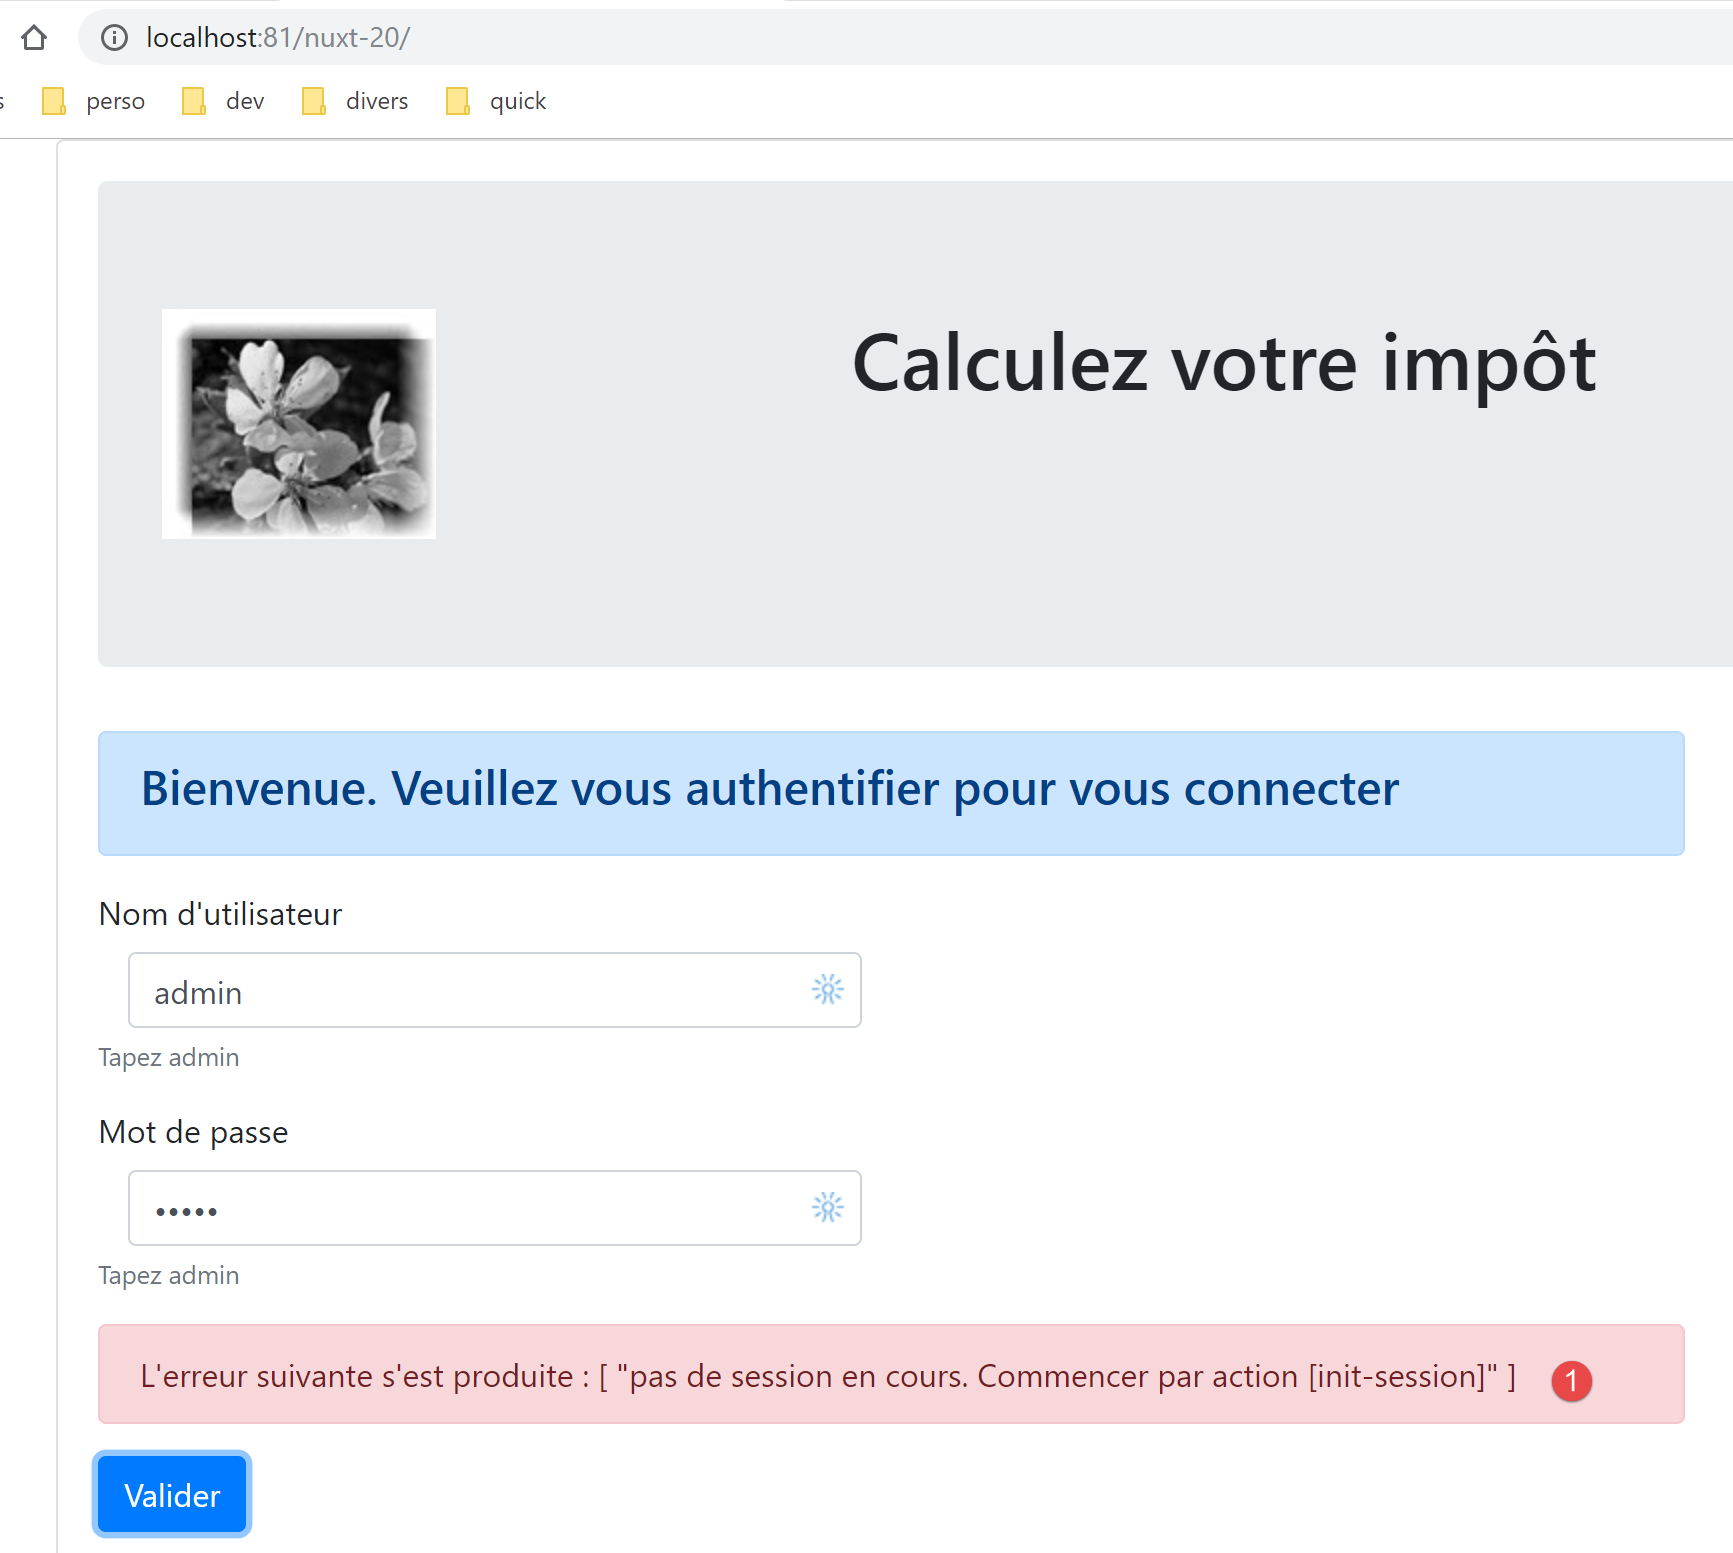 localhost:81/nuxt-20/
s perso dev divers quick
Calculez votre impôt
Bienvenue. Veuillez vous authentifier pour vous connecter
Nom d'utilisateur
admin
Tapez admin
Mot de passe
•••••
Tapez admin
L'erreur suivante s'est produite : [ "pas de session en cours. Commencer par action [init-session]" ] 1
Valider